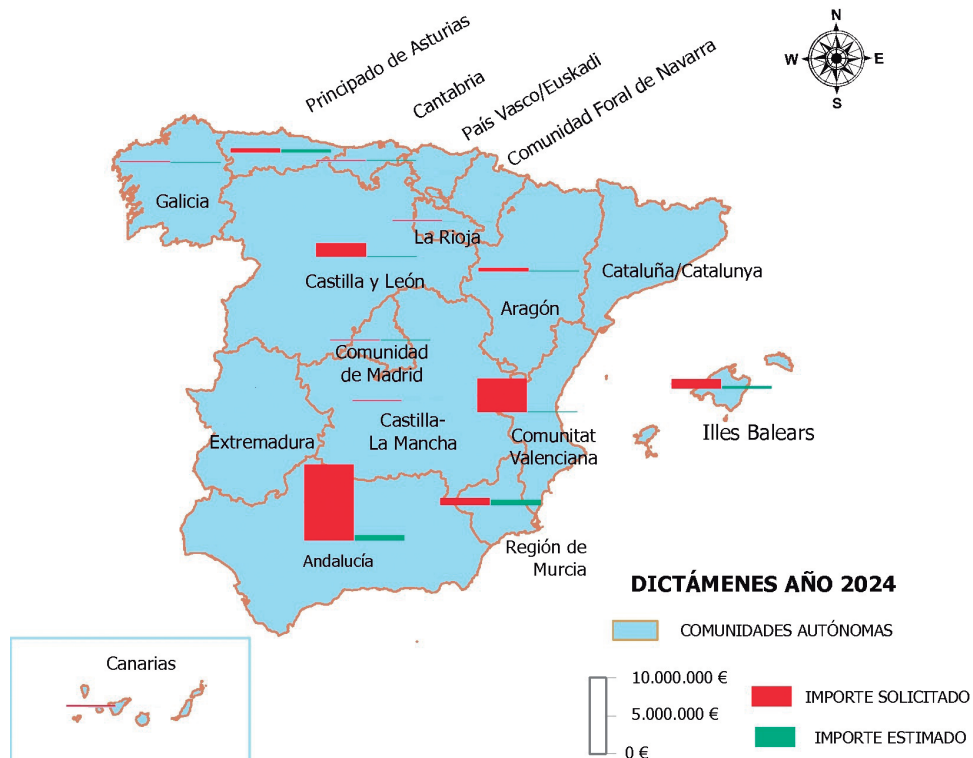 N
W
E
S
Principado de Asturias
Cantabria
País Vasco/Euskadi
Comunidad Foral de Navarra
Galicia
La Rioja
Castilla y León
Cataluña/Catalunya
Aragón
Comunidad
de Madrid
Castilla-
La Mancha
Extremadura
Comunitat
Valenciana
Illes Balears
Andalucía
Región de
Murcia
Canarias
DICTÁMENES AÑO 2024
COMUNIDADES AUTÓNOMAS
10.000.000 €
5.000.000 €
0 €
IMPORTE SOLICITADO
IMPORTE ESTIMADO